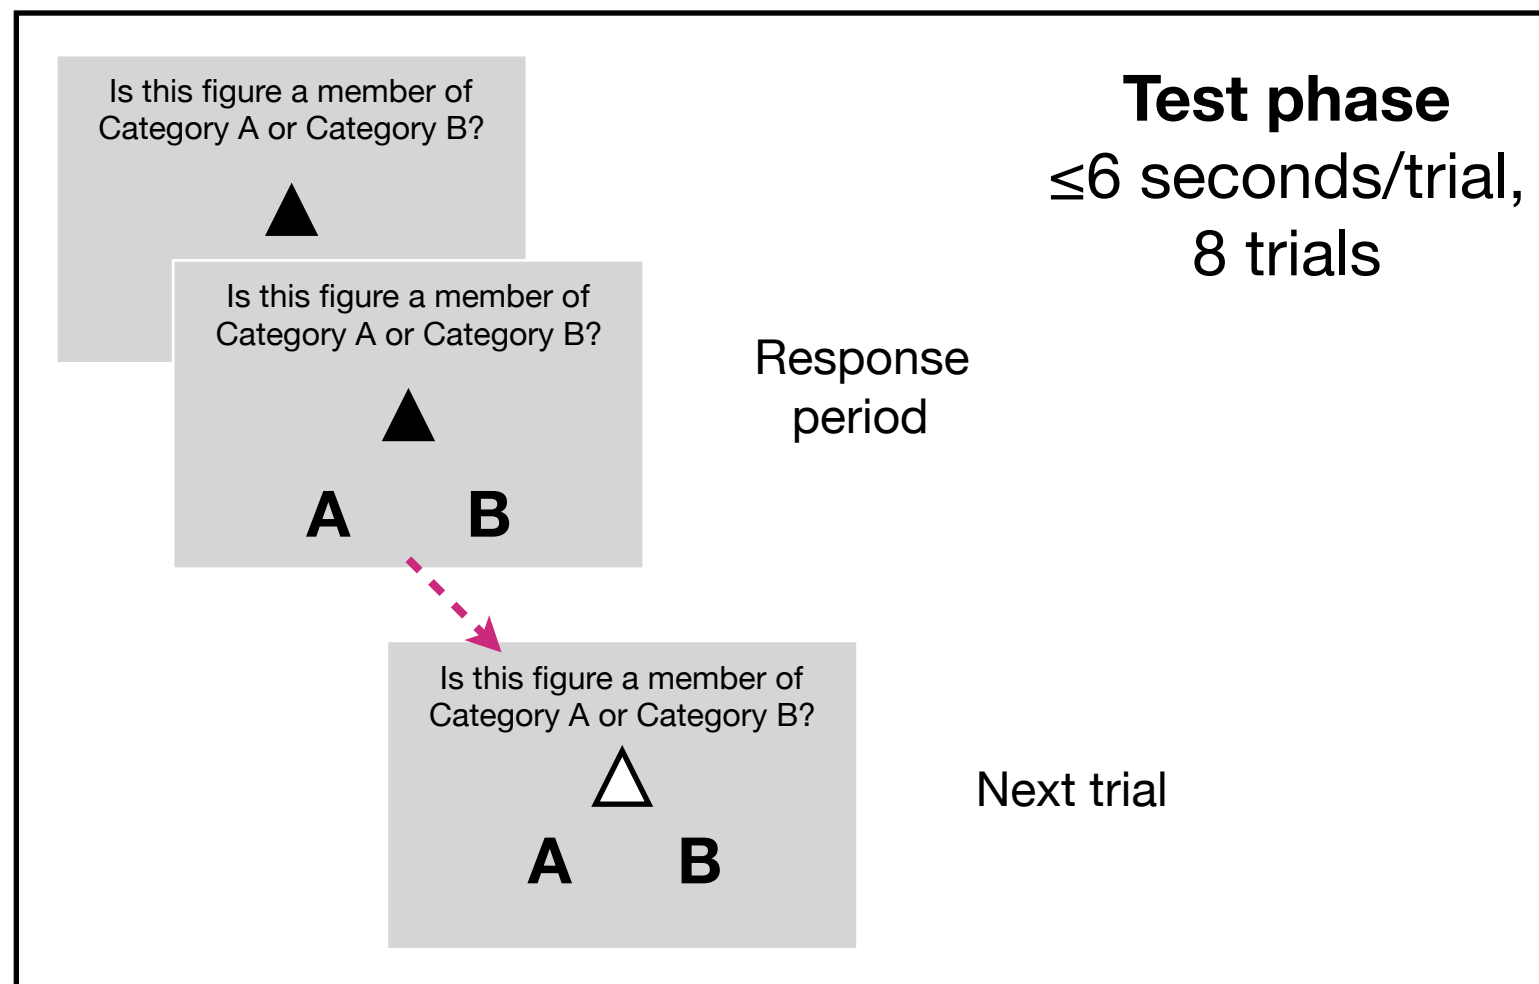 Is this figure a member of
Category A or Category B?
Test phase
≤6 seconds/trial,
8 trials
Is this figure a member of
Category A or Category B?
A B
Response
period
Is this figure a member of
Category A or Category B?
A B
Next trial